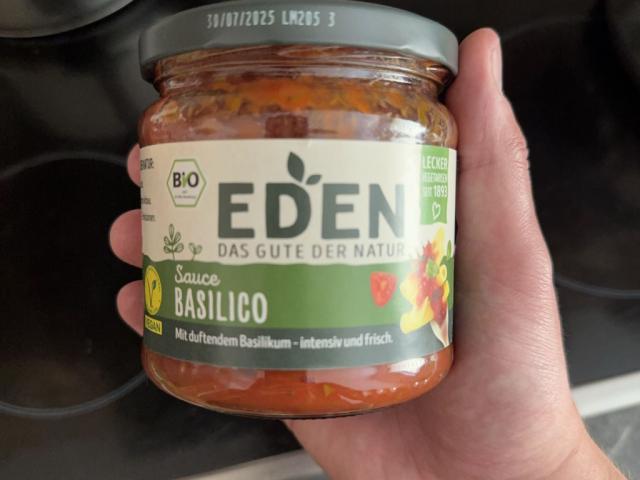 30/07/2025 LM205 3
BIO
EDEN
DAS GUTE DER NATUR
LECKER
VEGETARISCH
SEIT 1893
Sauce
BASILICO
Mit duftendem Basilikum – intensiv und frisch.
VEGAN